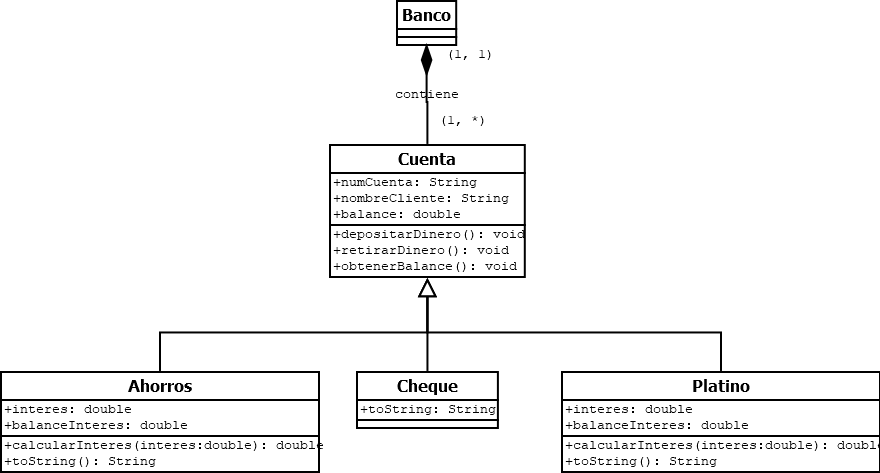 Banco
(1, 1)
contiene
(1, *)
Cuenta
+numCuenta: String
+nombreCliente: String
+balance: double
+depositarDinero(): void
+retirarDinero(): void
+obtenerBalance(): void
Ahorros
+interes: double
+balanceInteres: double
+calcularInteres(interes:double): double
+toString(): String
Cheque
+toString: String
Platino
+interes: double
+balanceInteres: double
+calcularInteres(interes:double): doubl
+toString(): String